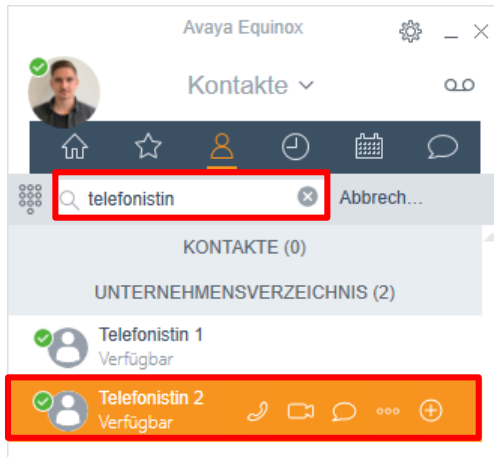 Avaya Equinox
Kontakte
telefonistin
Abbrech...
KONTAKTE (0)
UNTERNEHMENSVERZEICHNIS (2)
Telefonistin 1
Verfügbar
Telefonistin 2
Verfügbar